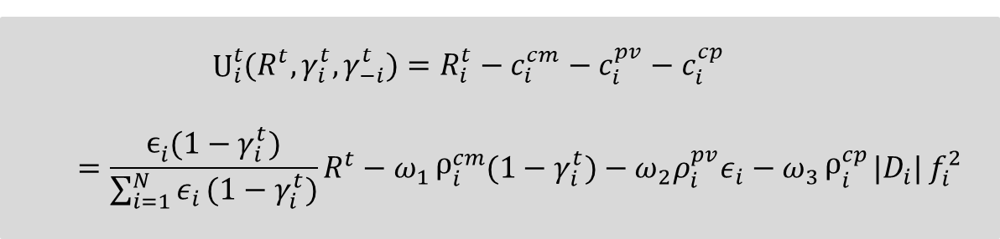 U_i^t(R^t, γ_i^t, γ_{-i}^t) = R_i^t − c_i^{cm} − c_i^{pv} − c_i^{cp}
= \frac{ϵ_i(1 − γ_i^t)}{∑_{i=1}^N ϵ_i (1 − γ_i^t)} R^t − ω_1 ρ_i^{cm}(1 − γ_i^t) − ω_2 ρ_i^{pv} ϵ_i − ω_3 ρ_i^{cp} |D_i| f_i^2